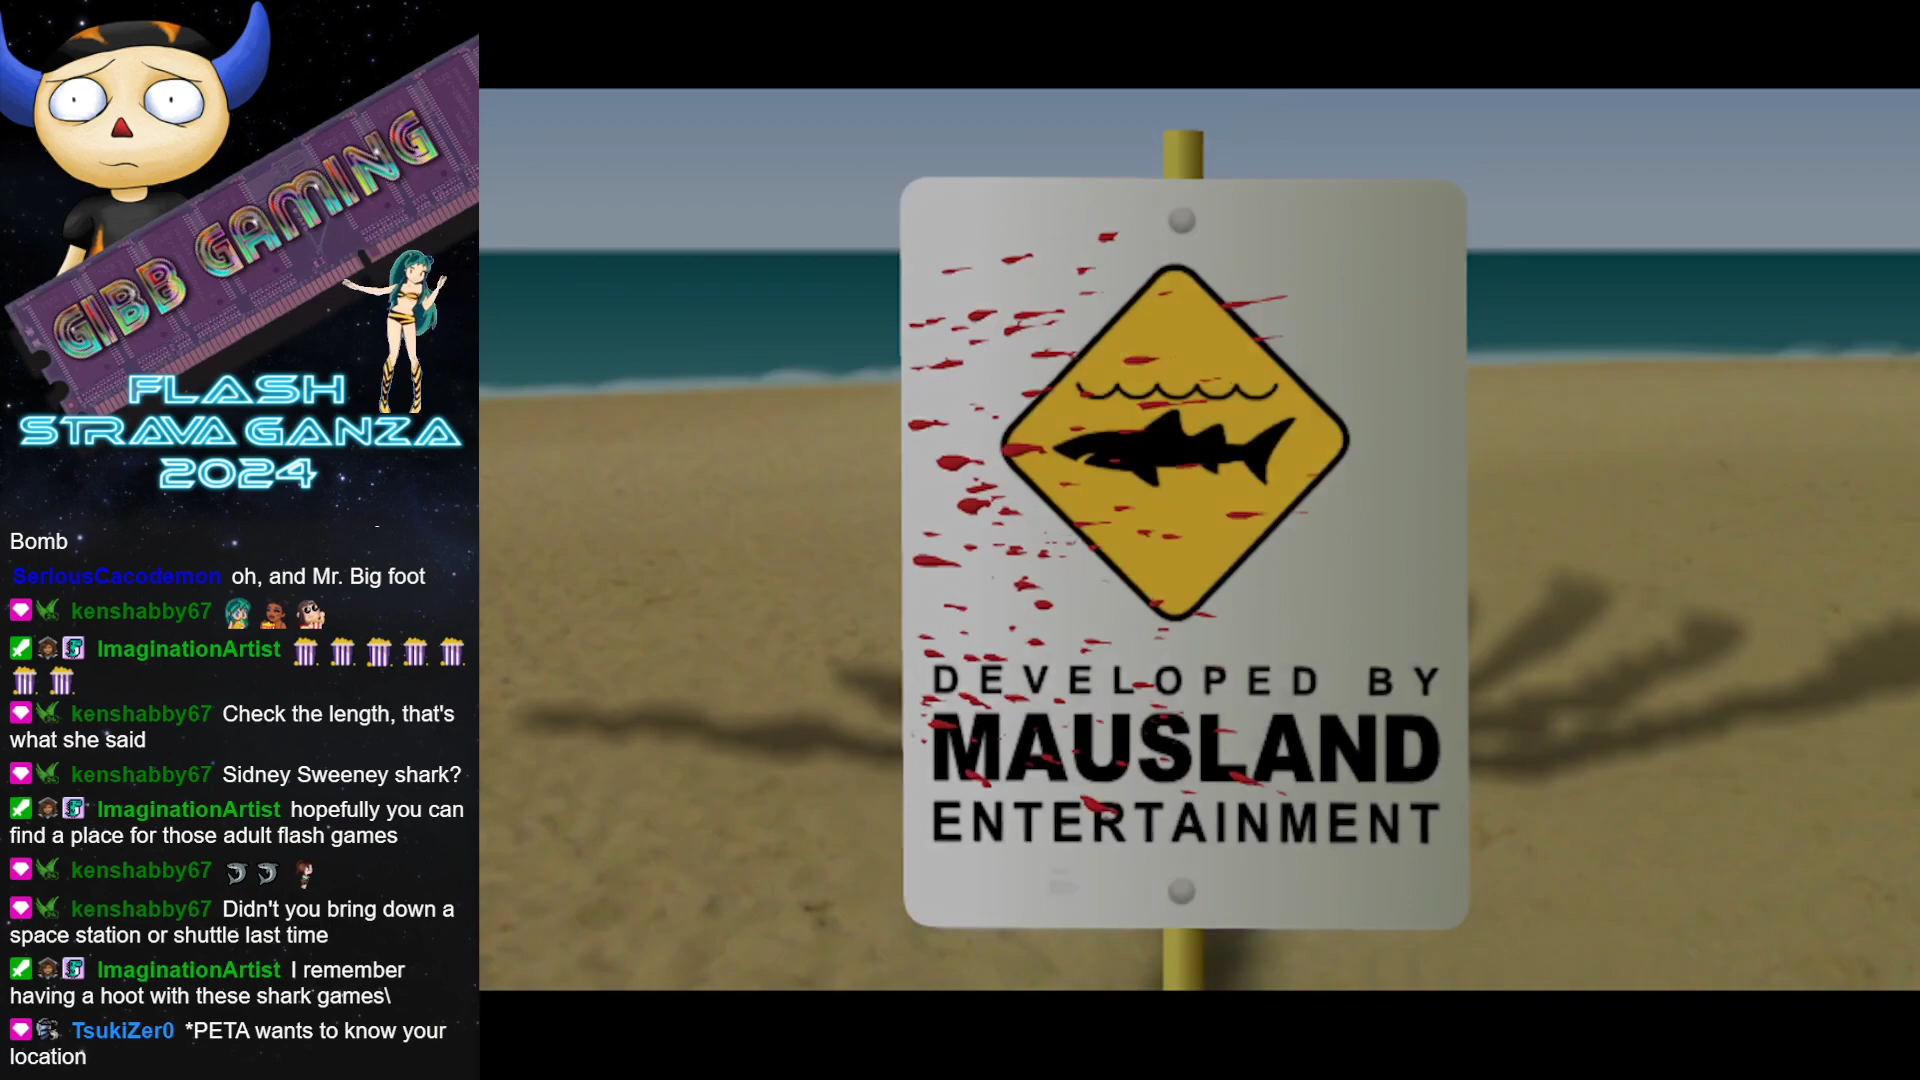 GIBB GAMING
FLASH
STRAVAGANZA
2024
Bomb
SeriousCacodemon oh, and Mr. Big foot
kenshabby67
ImaginationArtist
kenshabby67 Check the length, that's
what she said
kenshabby67 Sidney Sweeney shark?
ImaginationArtist hopefully you can
find a place for those adult flash games
kenshabby67
kenshabby67 Didn't you bring down a
space station or shuttle last time
ImaginationArtist I remember
having a hoot with these shark games\
TsukiZer0 *PETA wants to know your
location
DEVELOPED BY
MAUSLAND
ENTERTAINMENT